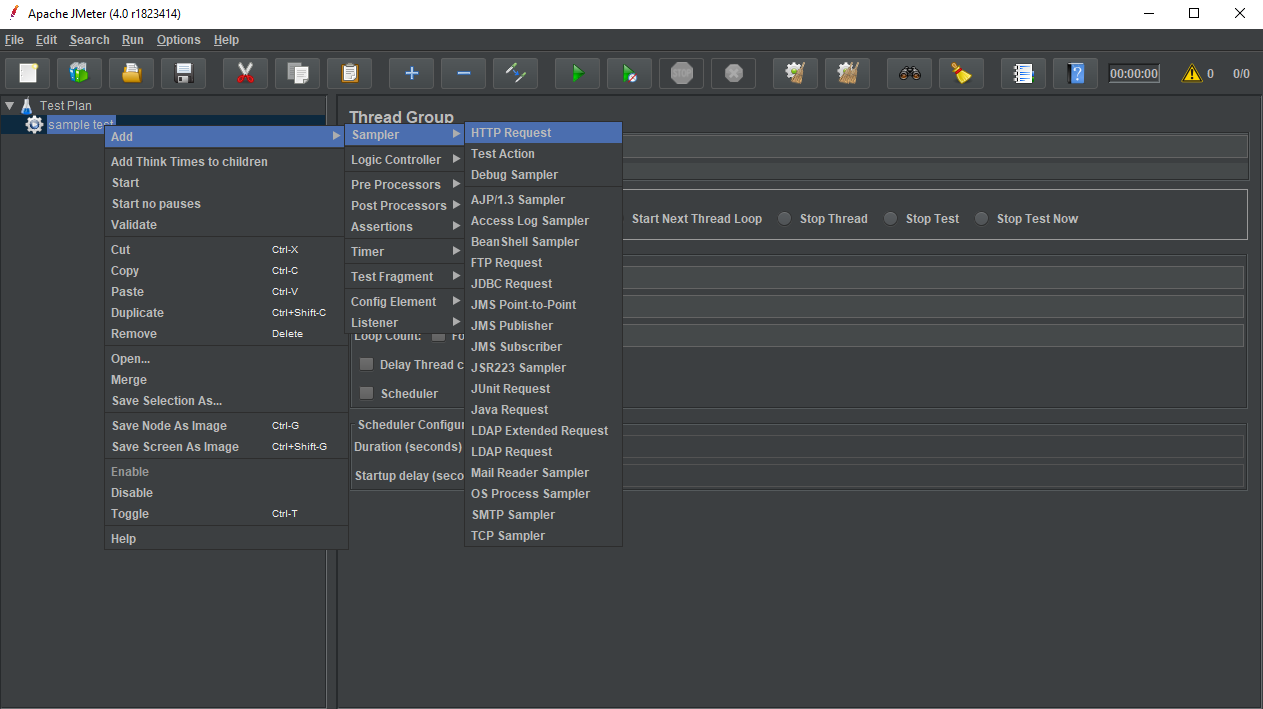 Apache JMeter (4.0 r1823414)
File Edit Search Run Options Help
STOP
00:00:00 0 0/0
Test Plan
sample test
Thread Group
Add
Add Think Times to children
Start
Start no pauses
Validate
Cut Ctrl-X
Copy Ctrl-C
Paste Ctrl-V
Duplicate Ctrl+Shift-C
Remove Delete
Open...
Merge
Save Selection As...
Save Node As Image Ctrl-G
Save Screen As Image Ctrl+Shift-G
Enable
Disable
Toggle Ctrl-T
Help
Sampler
Logic Controller
Pre Processors
Post Processors
Assertions
Timer
Test Fragment
Config Element
Listener
HTTP Request
Test Action
Debug Sampler
AJP/1.3 Sampler
Access Log Sampler
BeanShell Sampler
FTP Request
JDBC Request
JMS Point-to-Point
JMS Publisher
JMS Subscriber
JSR223 Sampler
JUnit Request
Java Request
LDAP Extended Request
LDAP Request
Mail Reader Sampler
OS Process Sampler
SMTP Sampler
TCP Sampler
Start Next Thread Loop Stop Thread Stop Test Stop Test Now
Loop Count: Fo
Delay Thread c
Scheduler
Scheduler Configur
Duration (seconds)
Startup delay (seco